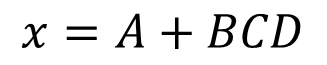 x = A + BCD